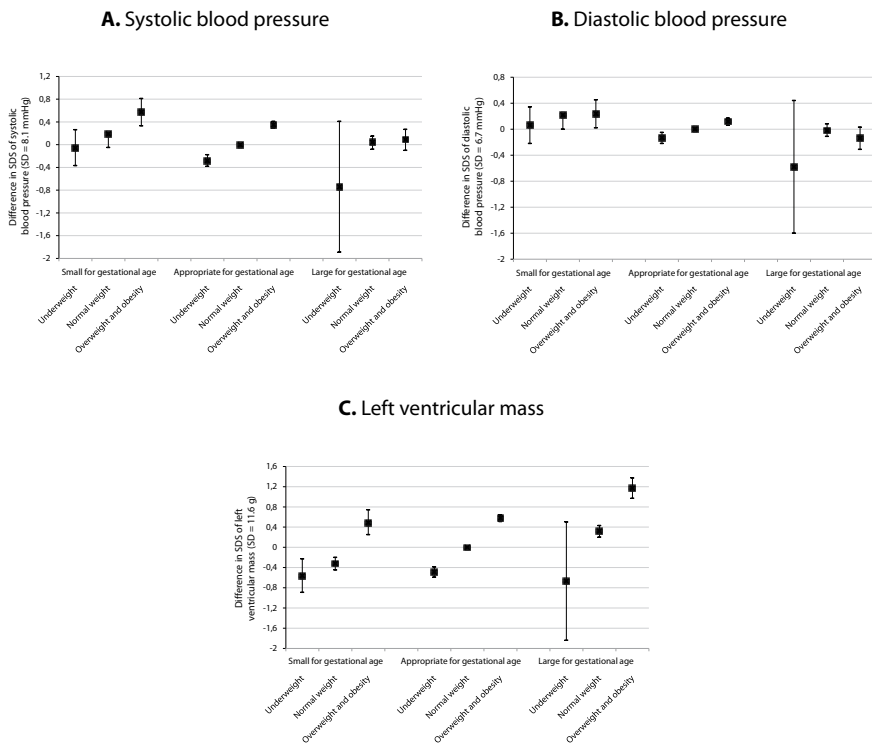 A. Systolic blood pressure
Difference in SDS of systolic
blood pressure (SD = 8.1 mmHg)
1,2
0,8
0,4
0
-0,4
-0,8
-1,2
-1,6
-2
Small for gestational age
Appropriate for gestational age
Large for gestational age
Underweight
Normal weight
Overweight and obesity
Underweight
Normal weight
Overweight and obesity
Underweight
Normal weight
Overweight and obesity
B. Diastolic blood pressure
Difference in SDS of diastolic
blood pressure (SD = 6.7 mmHg)
0,8
0,4
0
-0,4
-0,8
-1,2
-1,6
-2
Small for gestational age
Appropriate for gestational age
Large for gestational age
Underweight
Normal weight
Overweight and obesity
Underweight
Normal weight
Overweight and obesity
Underweight
Normal weight
Overweight and obesity
C. Left ventricular mass
Difference in SDS of left
ventricular mass (SD = 11.6 g)
1,6
1,2
0,8
0,4
0
-0,4
-0,8
-1,2
-1,6
-2
Small for gestational age
Appropriate for gestational age
Large for gestational age
Underweight
Normal weight
Overweight and obesity
Underweight
Normal weight
Overweight and obesity
Underweight
Normal weight
Overweight and obesity